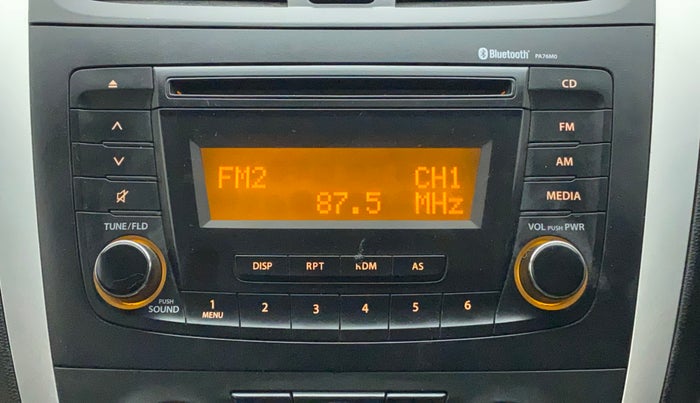 Bluetooth PA76M0
CD
FM
AM
MEDIA
FM2 CH1
87.5 MHz
TUNE/FLD
VOL PUSH PWR
DISP RPT RDM AS
PUSH SOUND
1 2 3 4 5 6
MENU